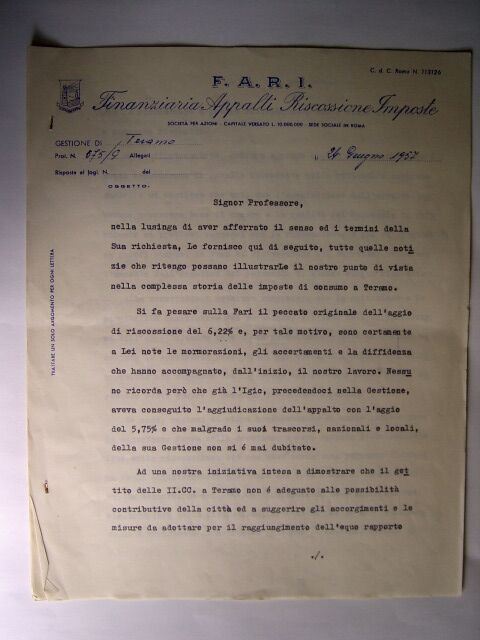 C. d. C. Roma N. 113126
F. A. R. I.
Finanziaria Appalti Riscossione Imposte
SOCIETÀ PER AZIONI - CAPITALE VERSATO L. 10.000.000 - SEDE SOCIALE IN ROMA
GESTIONE DI Teramo
Prot. N. 675/9 Allegati
lì 24 Giugno 1957
Risposta al fogl. N. del
OGGETTO.
TRATTARE UN SOLO ARGOMENTO PER OGNI LETTERA
Signor Professore,
nella lusinga di aver afferrato il senso ed i termini della
Sua richiesta, Le fornisco qui di seguito, tutte quelle noti
zie che ritengo possano illustrarLe il nostro punto di vista
nella complessa storia delle imposte di consumo a Teramo.
Si fa pesare sulla Fari il peccato originale dell'aggio
di riscossione del 6,22% e, per tale motivo, sono certamente
a Lei note le mormorazioni, gli accertamenti e la diffidenza
che hanno accompagnato, dall'inizio, il nostro lavoro. Nessu
no ricorda però che già l'Igic, precedendoci nella Gestione,
aveva conseguito l'aggiudicazione dell'appalto con l'aggio
del 5,75% e che malgrado i suoi trascorsi, nazionali e locali,
della sua Gestione non si é mai dubitato.
Ad una nostra iniziativa intesa a dimostrare che il get
tito delle II.CC. a Teramo non é adeguato alle possibilità
contributive della città ed a suggerire gli accorgimenti e le
misure da adottare per il raggiungimento dell'equo rapporto
./.